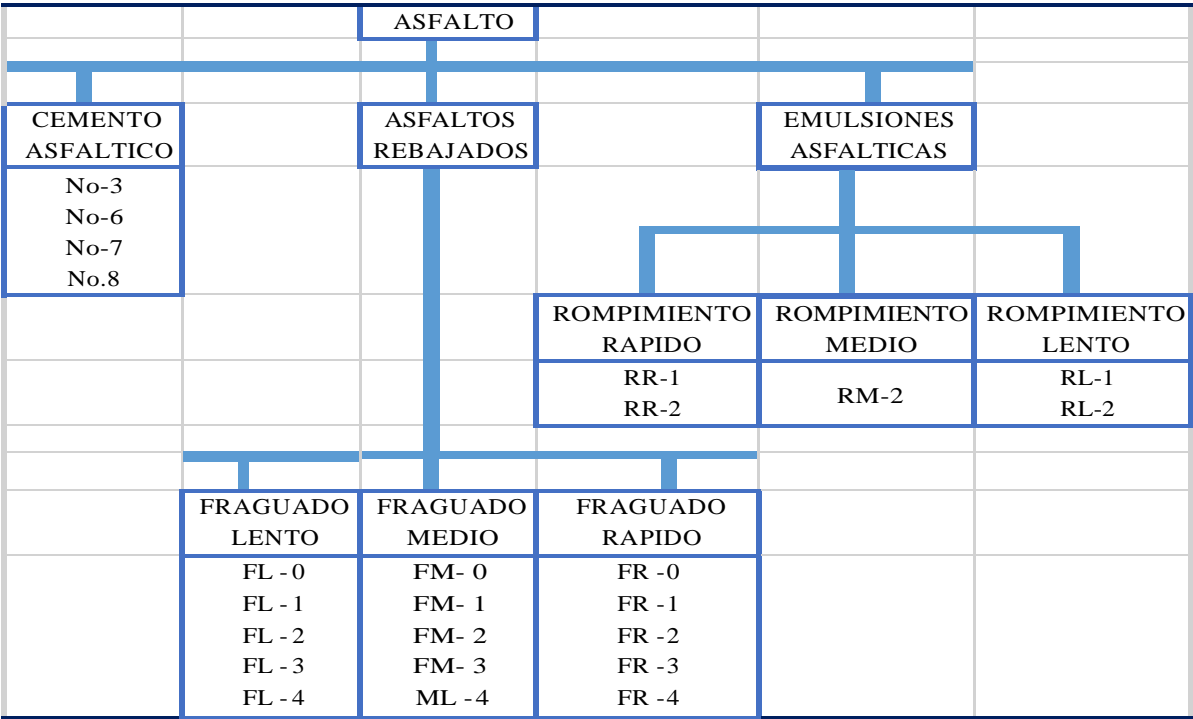 ASFALTO
CEMENTO
ASFALTICO
No-3
No-6
No-7
No.8
ASFALTOS
REBAJADOS
EMULSIONES
ASFALTICAS
ROMPIMIENTO
RAPIDO
RR-1
RR-2
ROMPIMIENTO
MEDIO
RM-2
ROMPIMIENTO
LENTO
RL-1
RL-2
FRAGUADO
LENTO
FL -0
FL -1
FL -2
FL -3
FL -4
FRAGUADO
MEDIO
FM- 0
FM- 1
FM- 2
FM- 3
ML -4
FRAGUADO
RAPIDO
FR -0
FR -1
FR -2
FR -3
FR -4